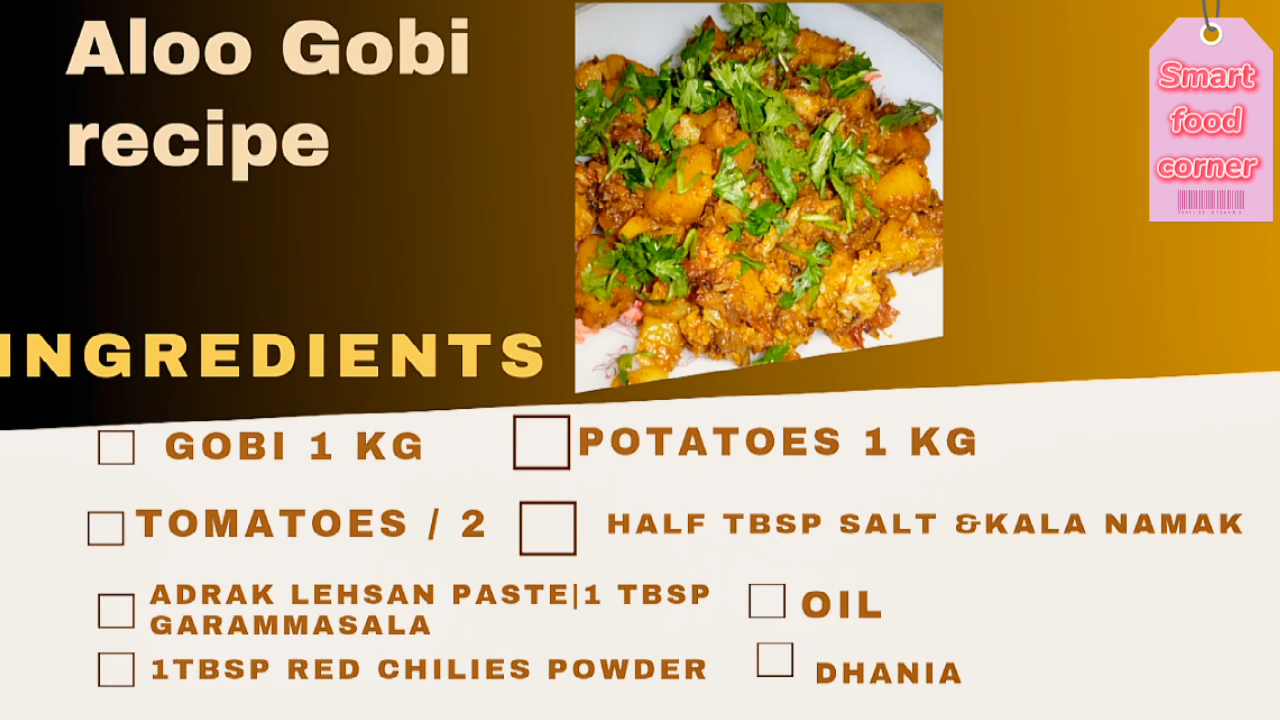 Aloo Gobi
recipe
Smart
food
corner
INGREDIENTS
GOBI 1 KG
POTATOES 1 KG
TOMATOES / 2
HALF TBSP SALT &KALA NAMAK
ADRAK LEHSAN PASTE|1 TBSP
GARAMMASALA
OIL
1TBSP RED CHILIES POWDER
DHANIA